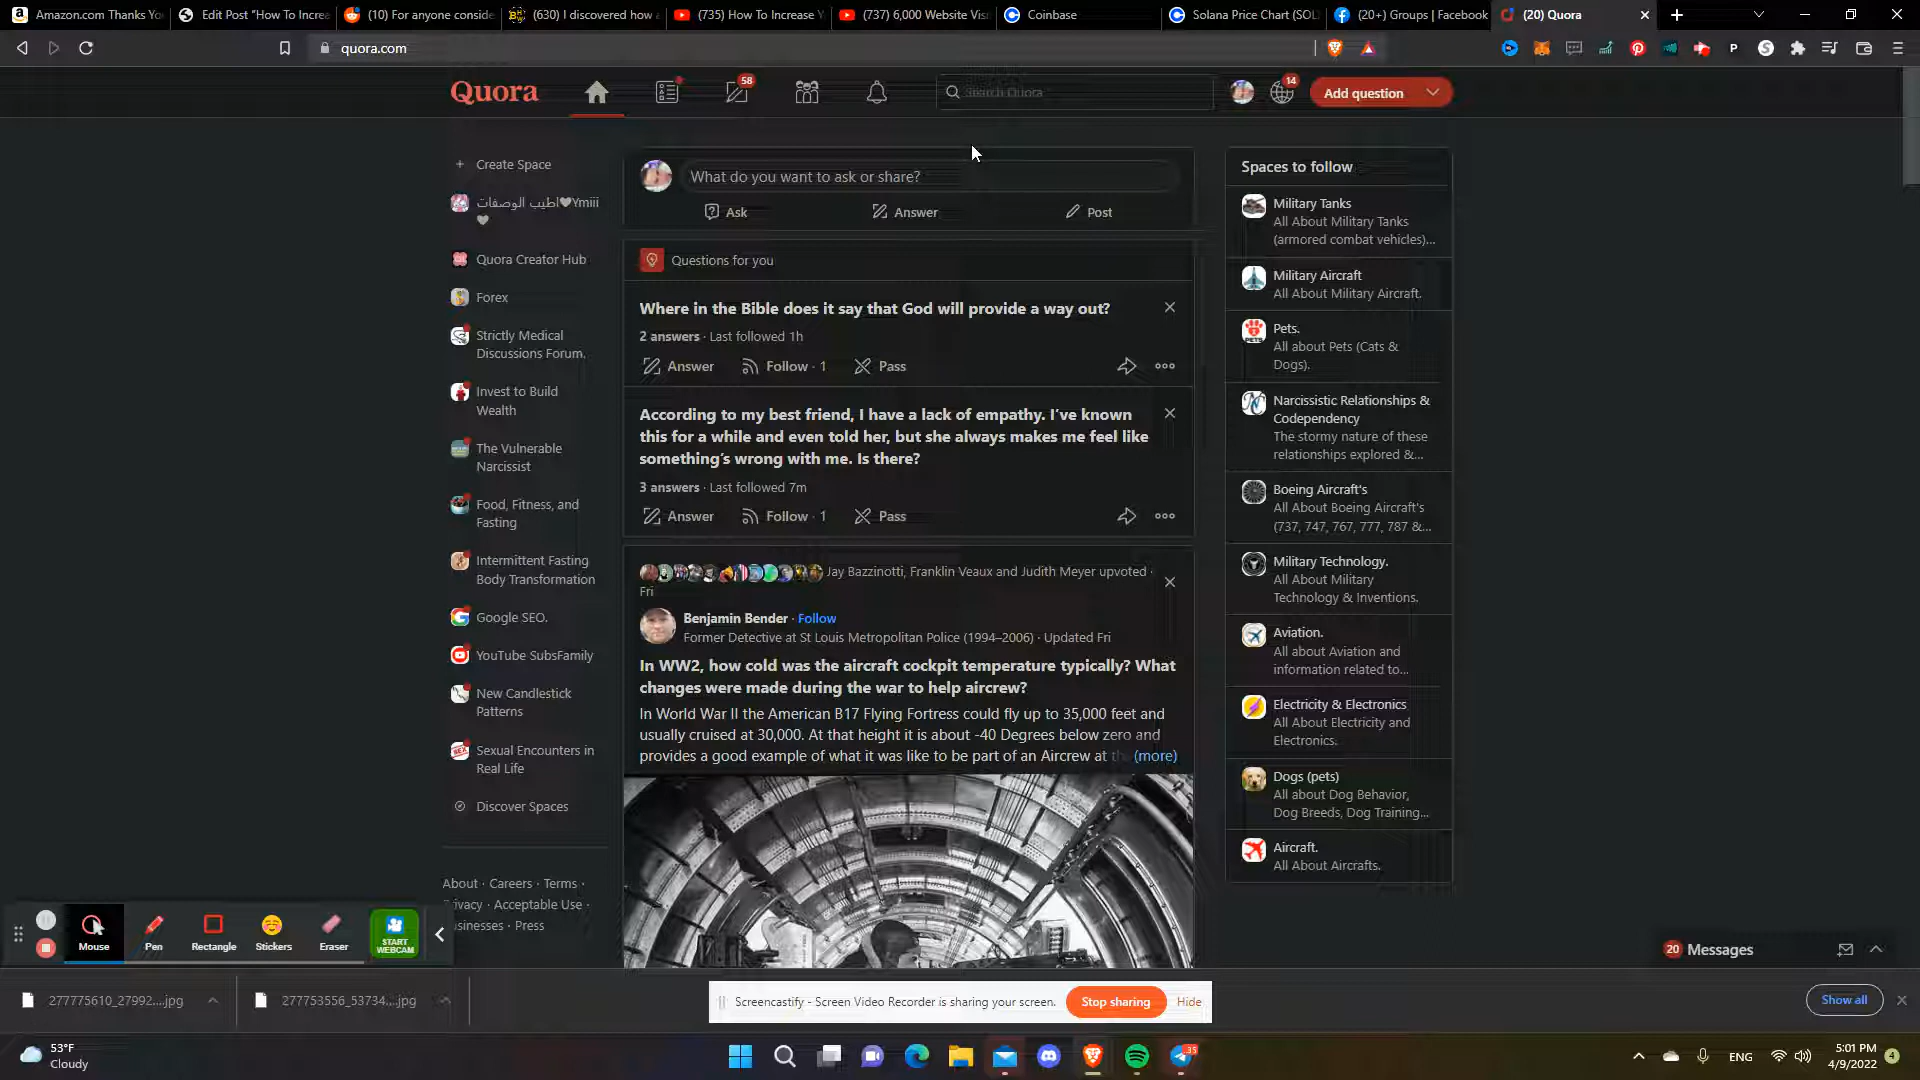 Amazon.com Thanks Yo
Edit Post "How To Increa
(10) For anyone conside
(630) I discovered how
(735) How To Increase Y
(737) 6,000 Website Vis
Coinbase
Solana Price Chart (SOL
(20+) Groups | Facebook
(20) Quora
quora.com
Quora
58
Search Quora
14
Add question
Create Space
اطيب الوصفات♥Ymiii
♥
Quora Creator Hub
Forex
Strictly Medical
Discussions Forum.
Invest to Build
Wealth
The Vulnerable
Narcissist
Food, Fitness, and
Fasting
Intermittent Fasting
Body Transformation
Google SEO.
YouTube SubsFamily
New Candlestick
Patterns
Sexual Encounters in
Real Life
Discover Spaces
About · Careers · Terms ·
Privacy · Acceptable Use ·
Businesses · Press
What do you want to ask or share?
Ask
Answer
Post
Questions for you
Where in the Bible does it say that God will provide a way out?
2 answers · Last followed 1h
Answer
Follow · 1
Pass
According to my best friend, I have a lack of empathy. I've known
this for a while and even told her, but she always makes me feel like
something's wrong with me. Is there?
3 answers · Last followed 7m
Answer
Follow · 1
Pass
Jay Bazzinotti, Franklin Veaux and Judith Meyer upvoted ·
Fri
Benjamin Bender · Follow
Former Detective at St Louis Metropolitan Police (1994–2006) · Updated Fri
In WW2, how cold was the aircraft cockpit temperature typically? What
changes were made during the war to help aircrew?
In World War II the American B17 Flying Fortress could fly up to 35,000 feet and
usually cruised at 30,000. At that height it is about -40 Degrees below zero and
provides a good example of what it was like to be part of an Aircrew at (more)
Spaces to follow
Military Tanks
All About Military Tanks
(armored combat vehicles)...
Military Aircraft
All About Military Aircraft.
Pets.
All about Pets (Cats &
Dogs).
Narcissistic Relationships &
Codependency
The stormy nature of these
relationships explored &...
Boeing Aircraft's
All About Boeing Aircraft's
(737, 747, 767, 777, 787 &...
Military Technology.
All About Military
Technology & Inventions.
Aviation.
All about Aviation and
information related to...
Electricity & Electronics
All About Electricity and
Electronics.
Dogs (pets)
All about Dog Behavior,
Dog Breeds, Dog Training...
Aircraft.
All About Aircrafts.
Mouse
Pen
Rectangle
Stickers
Eraser
START
WEBCAM
20 Messages
277775610_27992....jpg
277753556_53734....jpg
Screencastify - Screen Video Recorder is sharing your screen.
Stop sharing
Hide
Show all
53°F
Cloudy
35
ENG
5:01 PM
4/9/2022
4